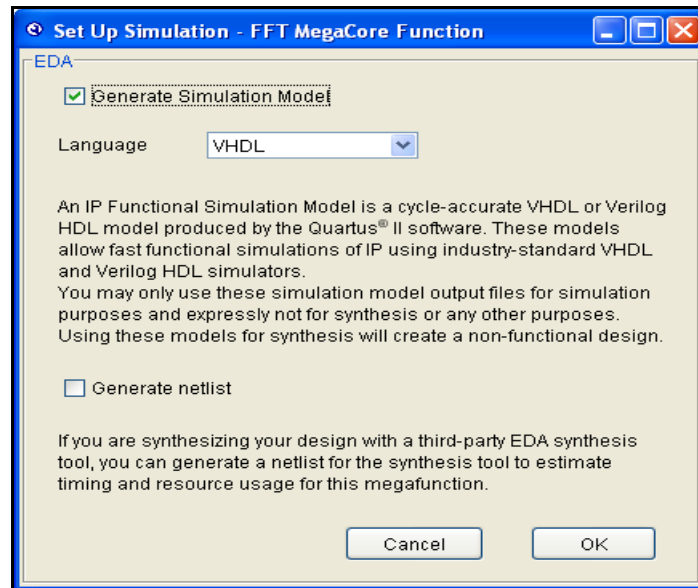 Set Up Simulation - FFT MegaCore Function
EDA
Generate Simulation Model
Language VHDL
An IP Functional Simulation Model is a cycle-accurate VHDL or Verilog
HDL model produced by the Quartus® II software. These models
allow fast functional simulations of IP using industry-standard VHDL
and Verilog HDL simulators.
You may only use these simulation model output files for simulation
purposes and expressly not for synthesis or any other purposes.
Using these models for synthesis will create a non-functional design.
Generate netlist
If you are synthesizing your design with a third-party EDA synthesis
tool, you can generate a netlist for the synthesis tool to estimate
timing and resource usage for this megafunction.
Cancel OK